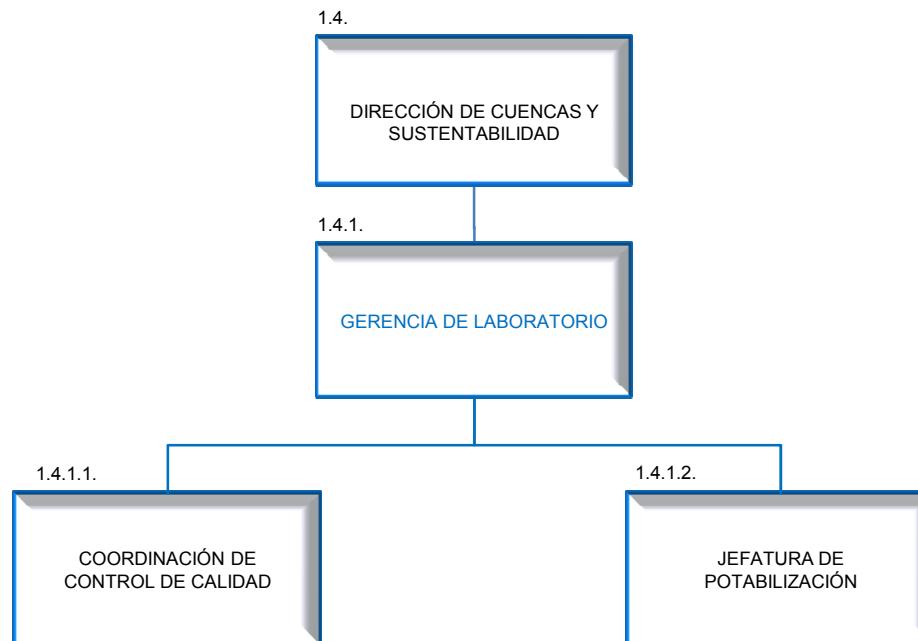 1.4.
DIRECCIÓN DE CUENCAS Y
SUSTENTABILIDAD
1.4.1.
GERENCIA DE LABORATORIO
1.4.1.1.
COORDINACIÓN DE
CONTROL DE CALIDAD
1.4.1.2.
JEFATURA DE
POTABILIZACIÓN